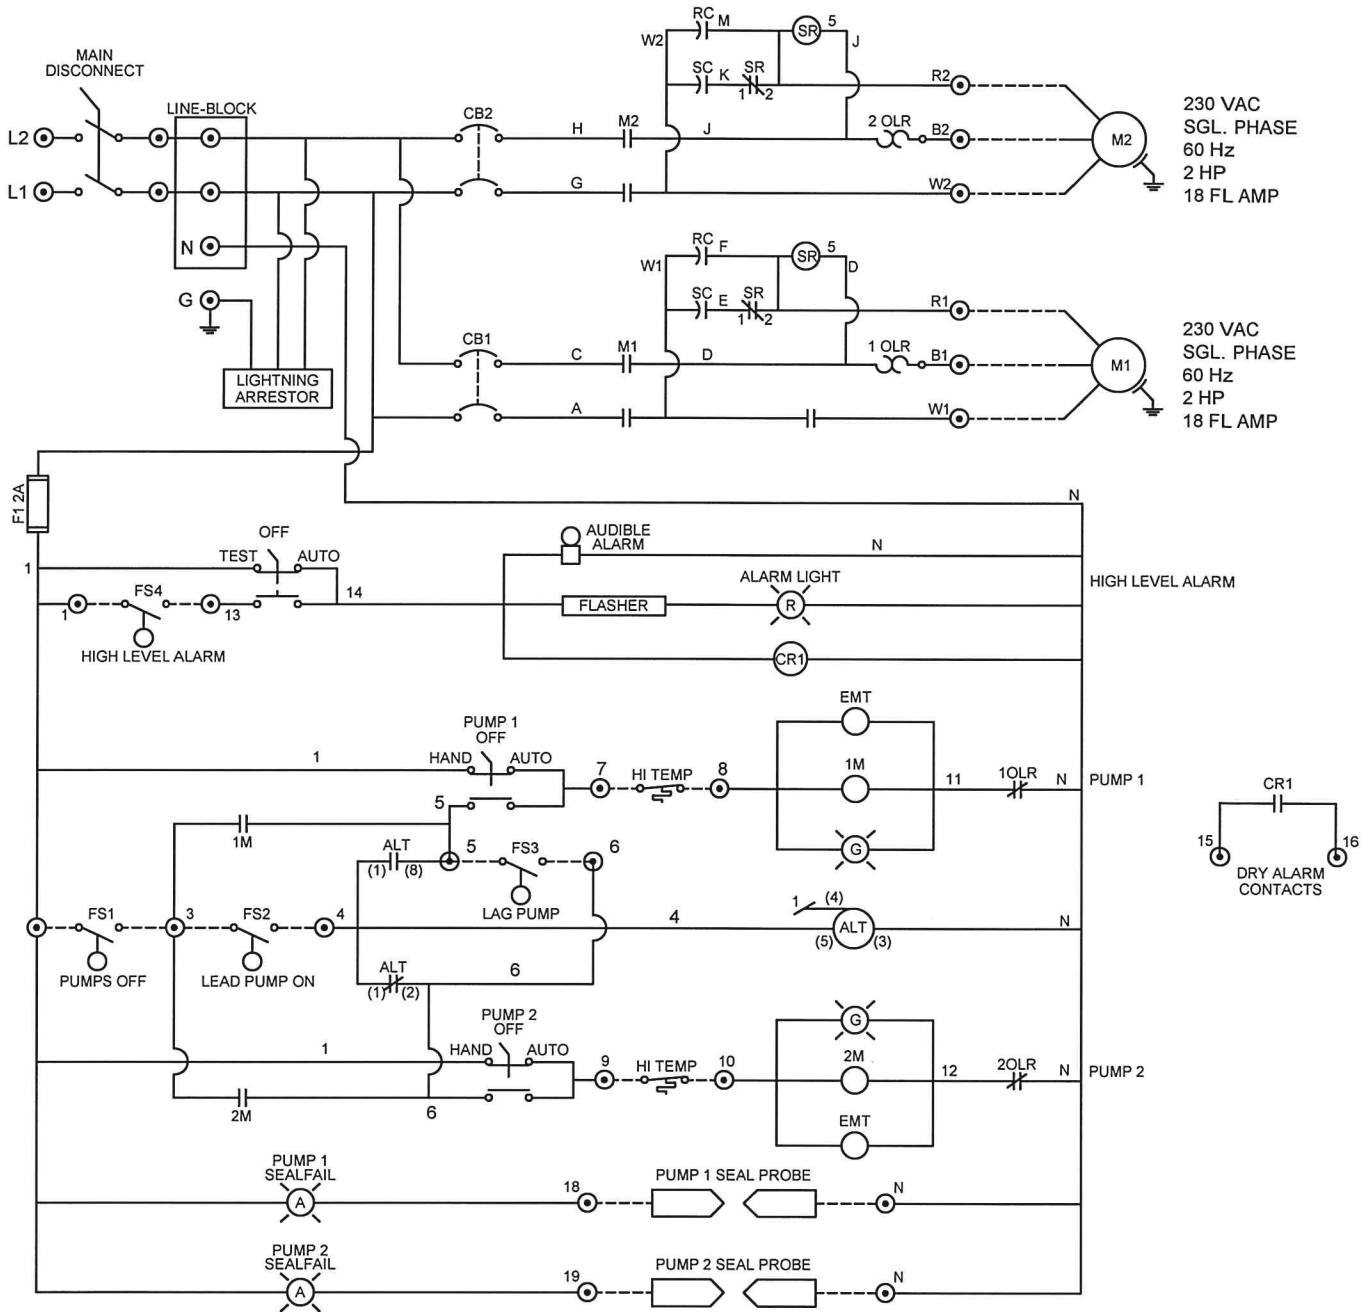 MAIN
DISCONNECT
L2
L1
LINE-BLOCK
N
G
LIGHTNING
ARRESTOR
CB2
H
G
M2
W2
RC M
SR 5
J
SC K SR
1 2
J
2 OLR
R2
B2
W2
M2
230 VAC
SGL. PHASE
60 Hz
2 HP
18 FL AMP
CB1
C
A
M1
W1
RC F
SR 5
D
SC E SR
1 2
D
1 OLR
R1
B1
W1
M1
230 VAC
SGL. PHASE
60 Hz
2 HP
18 FL AMP
F1 2A
N
OFF
TEST AUTO
1
1
FS4
13
14
HIGH LEVEL ALARM
AUDIBLE
ALARM
N
FLASHER
ALARM LIGHT
R
CR1
HIGH LEVEL ALARM
PUMP 1
OFF
HAND AUTO
1
5
7
HI TEMP
8
EMT
1M
G
11
1OLR
N
PUMP 1
1M
ALT
(1) (8)
5
FS3
6
LAG PUMP
FS1
3
FS2
4
PUMPS OFF
LEAD PUMP ON
4
1
(4)
ALT
(5) (3)
N
ALT
(1) (2)
6
CR1
15
16
DRY ALARM
CONTACTS
PUMP 2
OFF
HAND AUTO
1
2M
6
9
HI TEMP
10
G
2M
EMT
12
2OLR
N
PUMP 2
PUMP 1
SEALFAIL
A
18
PUMP 1 SEAL PROBE
N
PUMP 2
SEALFAIL
A
19
PUMP 2 SEAL PROBE
N